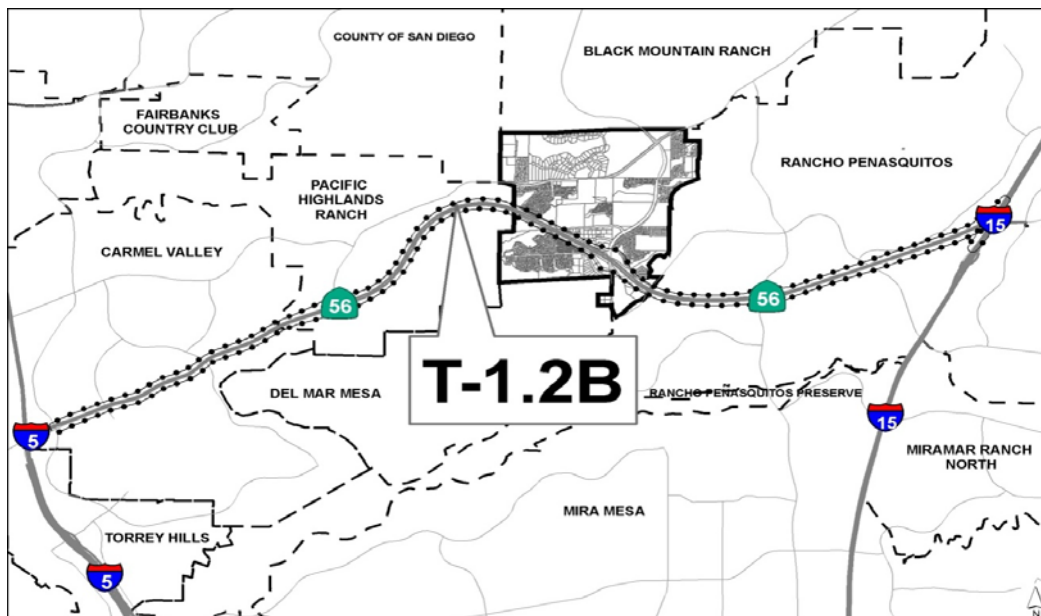 COUNTY OF SAN DIEGO
BLACK MOUNTAIN RANCH
FAIRBANKS
COUNTRY CLUB
RANCHO PENASQUITOS
PACIFIC
HIGHLANDS
RANCH
15
CARMEL VALLEY
56
56
T-1.2B
DEL MAR MESA
RANCHO PENASQUITOS PRESERVE
15
5
MIRAMAR RANCH
NORTH
MIRA MESA
TORREY HILLS
5
N